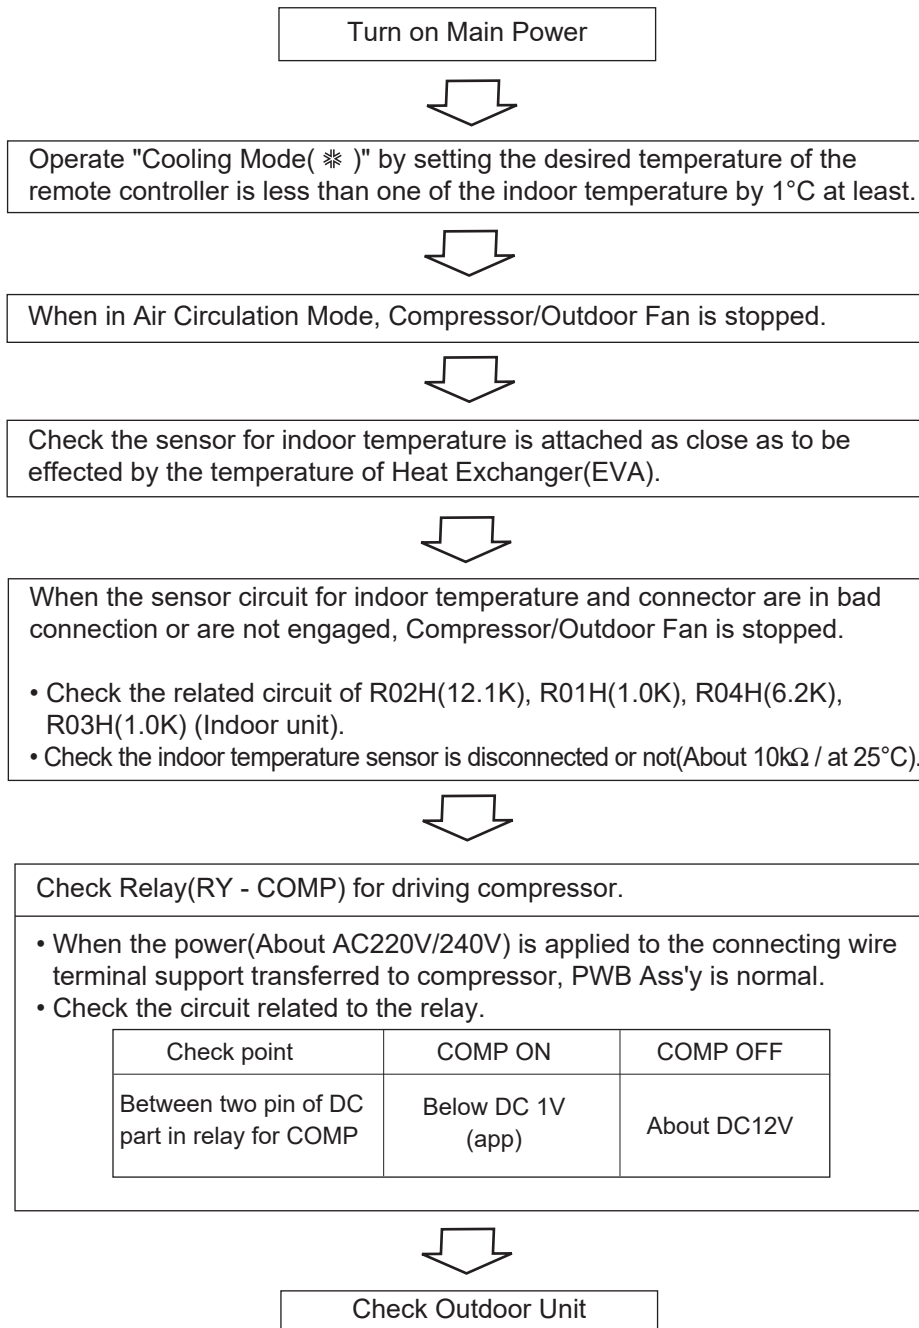 Turn on Main Power
Operate "Cooling Mode( ❄ )" by setting the desired temperature of the
remote controller is less than one of the indoor temperature by 1°C at least.
When in Air Circulation Mode, Compressor/Outdoor Fan is stopped.
Check the sensor for indoor temperature is attached as close as to be
effected by the temperature of Heat Exchanger(EVA).
When the sensor circuit for indoor temperature and connector are in bad
connection or are not engaged, Compressor/Outdoor Fan is stopped.
• Check the related circuit of R02H(12.1K), R01H(1.0K), R04H(6.2K),
R03H(1.0K) (Indoor unit).
• Check the indoor temperature sensor is disconnected or not(About 10kΩ / at 25°C).
Check Relay(RY - COMP) for driving compressor.
• When the power(About AC220V/240V) is applied to the connecting wire
terminal support transferred to compressor, PWB Ass'y is normal.
• Check the circuit related to the relay.
Check point COMP ON COMP OFF
Between two pin of DC
part in relay for COMP
Below DC 1V
(app)
About DC12V
Check Outdoor Unit